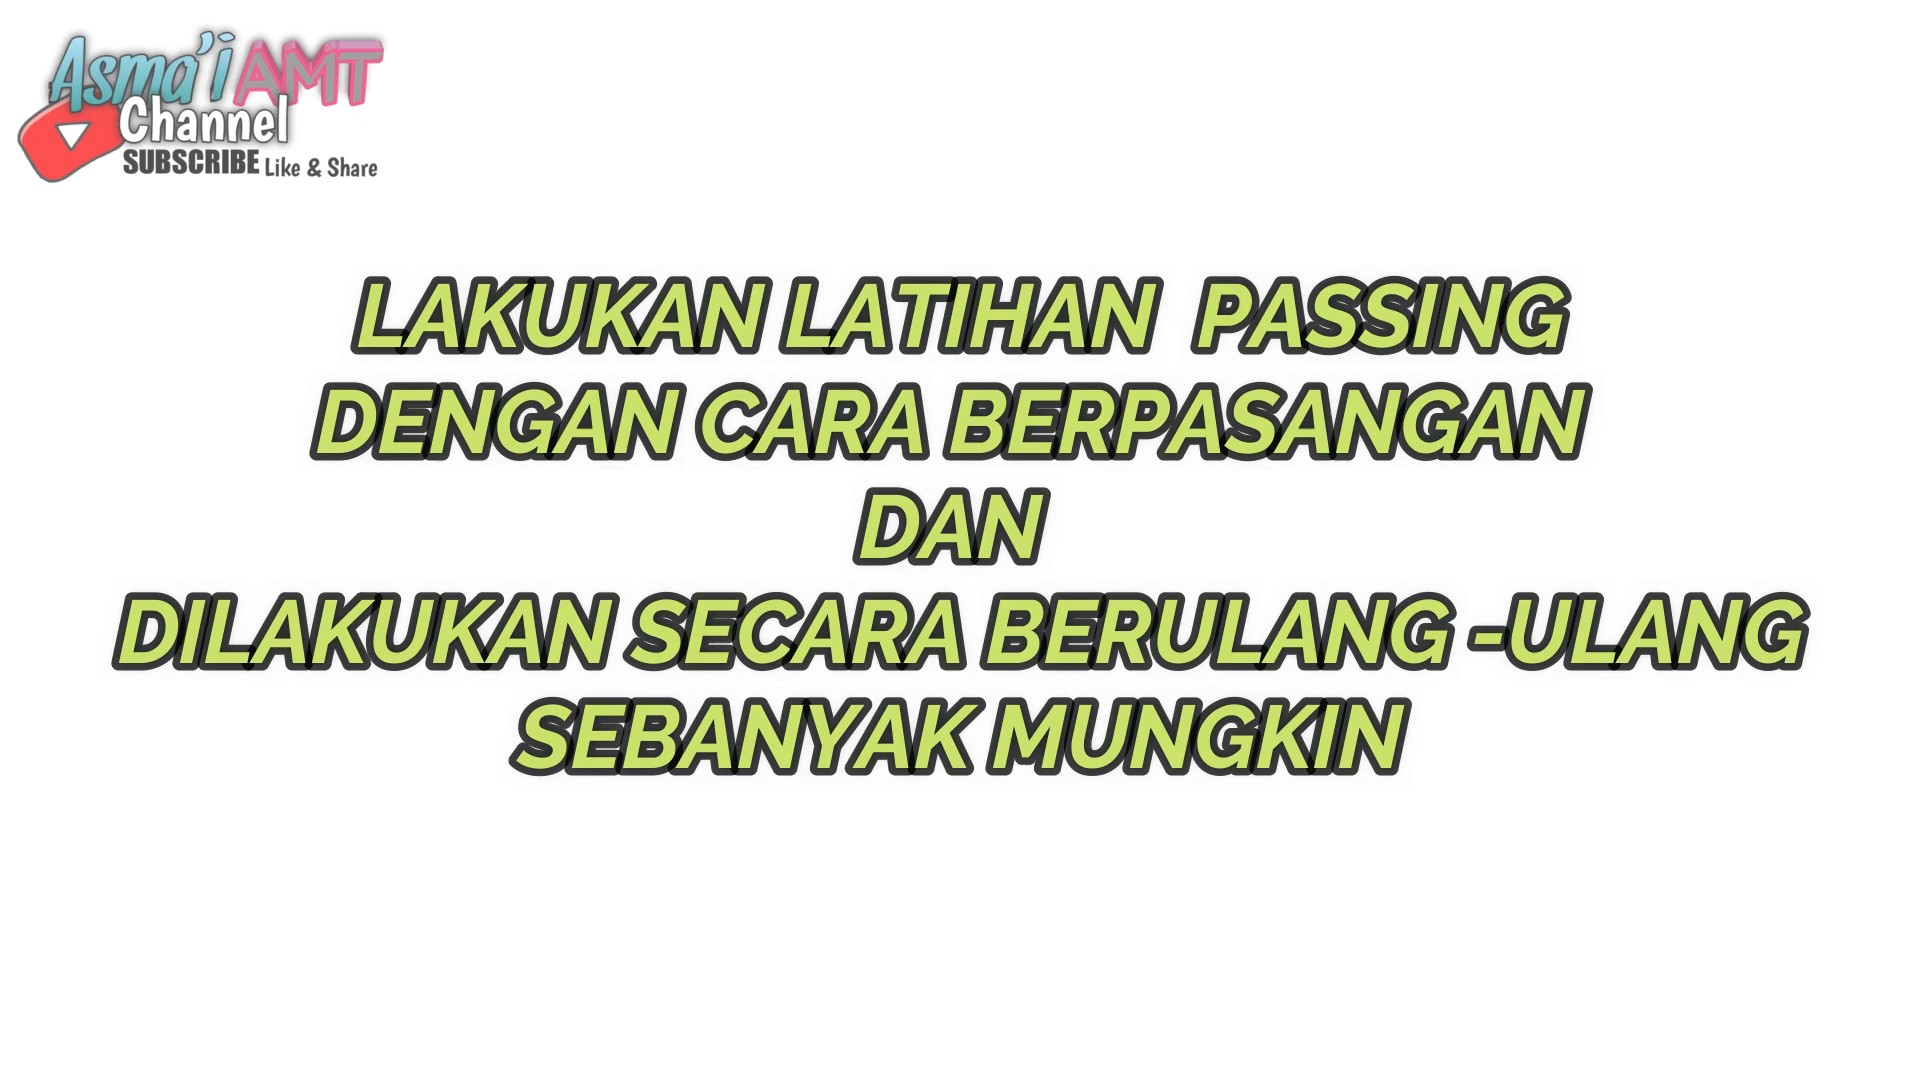 Asma'i AMT
Channel
SUBSCRIBE Like & Share
LAKUKAN LATIHAN PASSING
DENGAN CARA BERPASANGAN
DAN
DILAKUKAN SECARA BERULANG -ULANG
SEBANYAK MUNGKIN